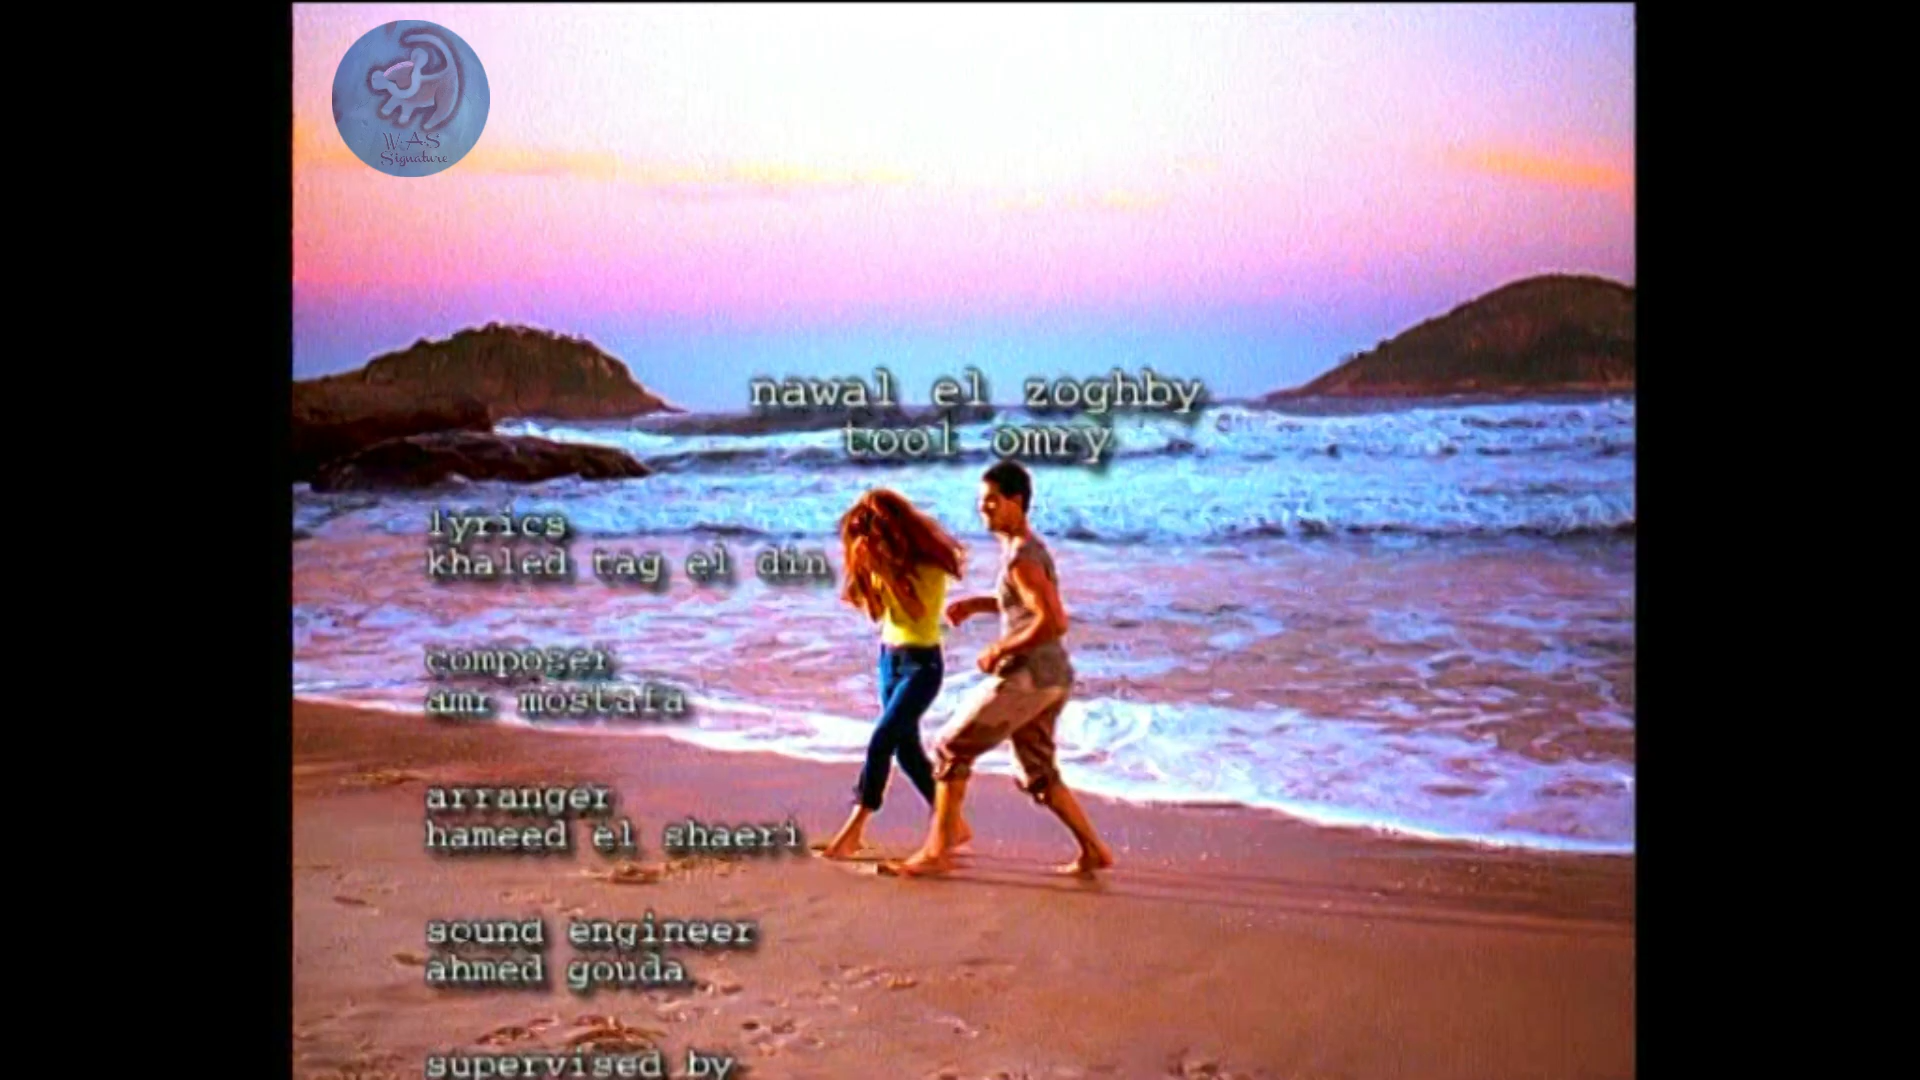 W.A.S
Signature
nawal el zoghby
tool omry
lyrics
khaled tag el din
composer
amr mostafa
arranger
hameed el shaeri
sound engineer
ahmed gouda
supervised by